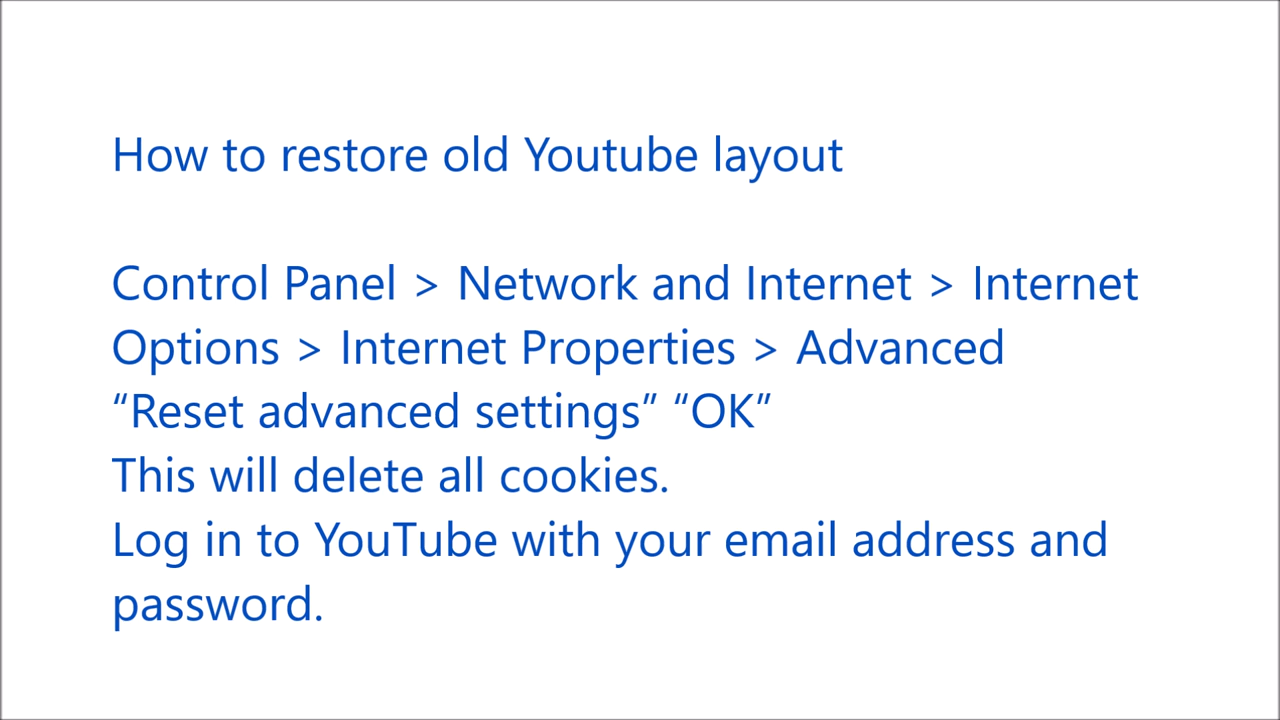 How to restore old Youtube layout
Control Panel > Network and Internet > Internet
Options > Internet Properties > Advanced
“Reset advanced settings” “OK”
This will delete all cookies.
Log in to YouTube with your email address and
password.